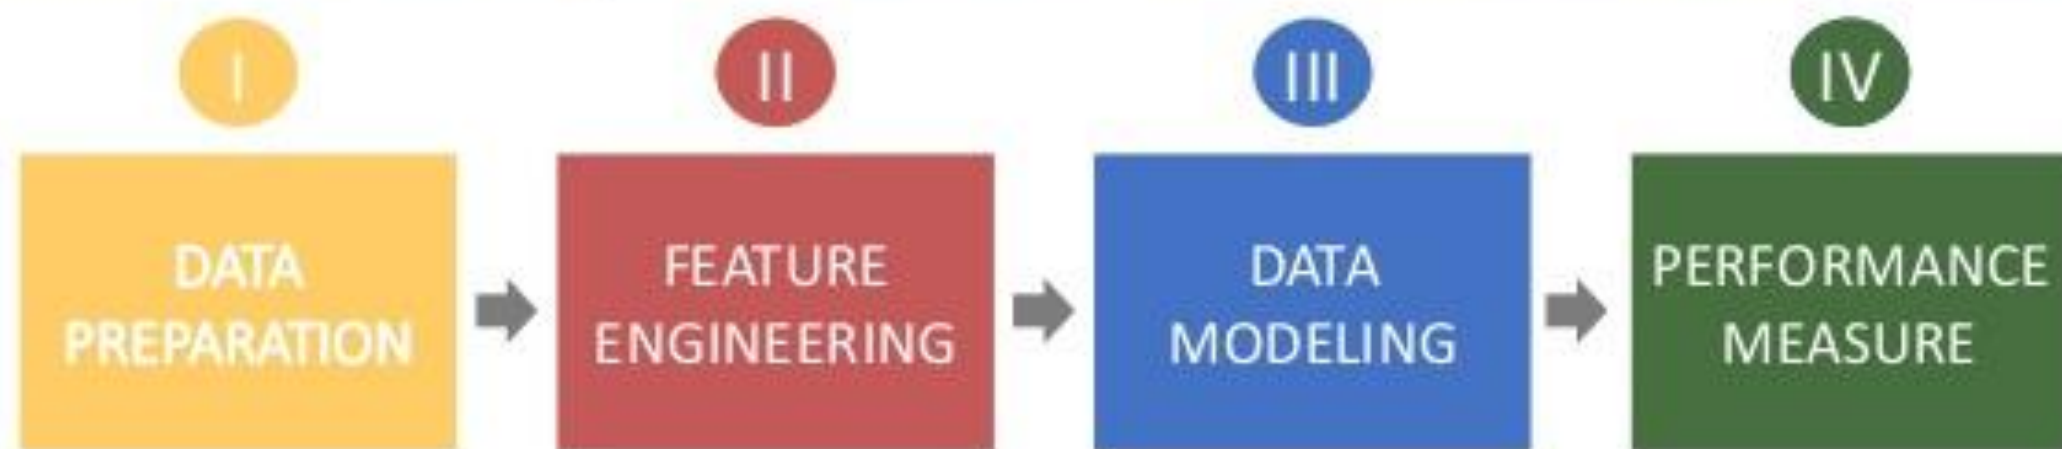 I
DATA
PREPARATION
II
FEATURE
ENGINEERING
III
DATA
MODELING
IV
PERFORMANCE
MEASURE